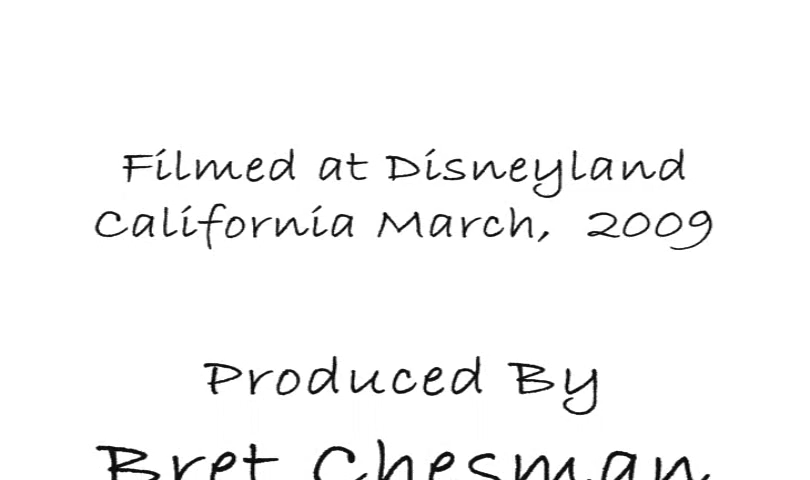 Filmed at Disneyland
California March, 2009
Produced By
Bret Chesman